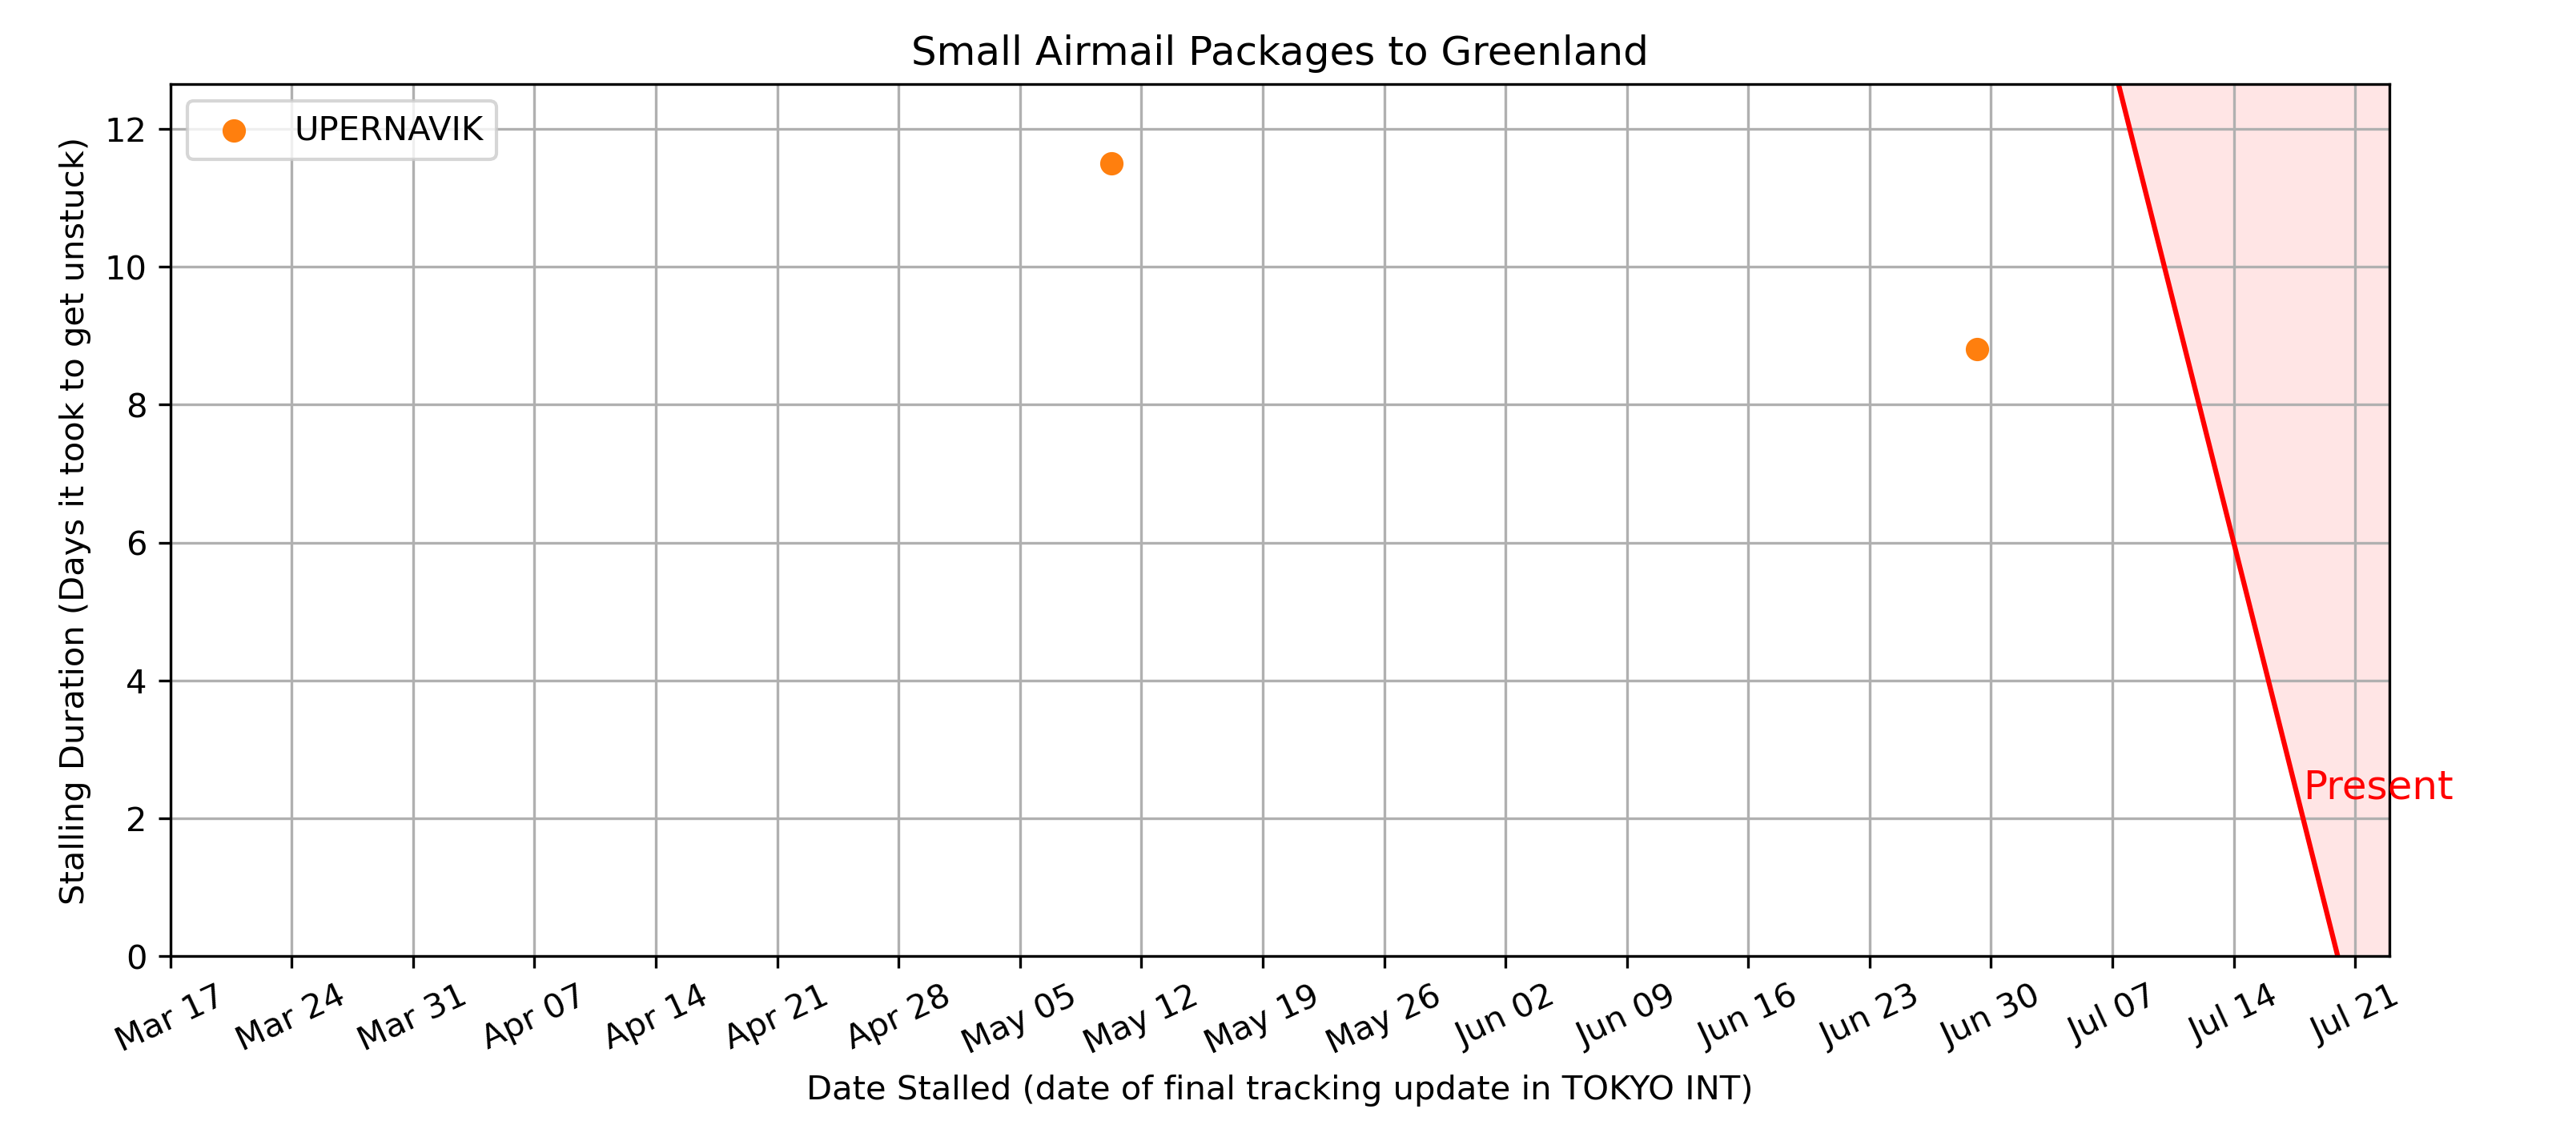 Small Airmail Packages to Greenland
UPERNAVIK
Stalling Duration (Days it took to get unstuck)
12
10
8
6
4
2
0
Present
Mar 17
Mar 24
Mar 31
Apr 07
Apr 14
Apr 21
Apr 28
May 05
May 12
May 19
May 26
Jun 02
Jun 09
Jun 16
Jun 23
Jun 30
Jul 07
Jul 14
Jul 21
Date Stalled (date of final tracking update in TOKYO INT)